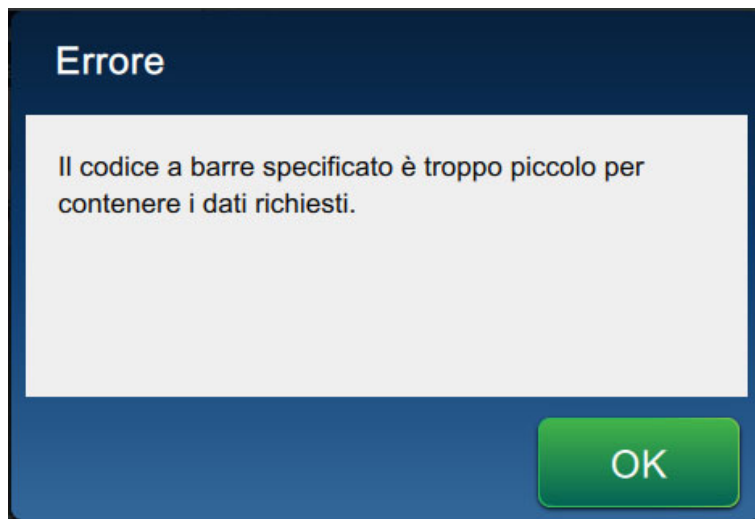 Errore
Il codice a barre specificato è troppo piccolo per
contenere i dati richiesti.
OK